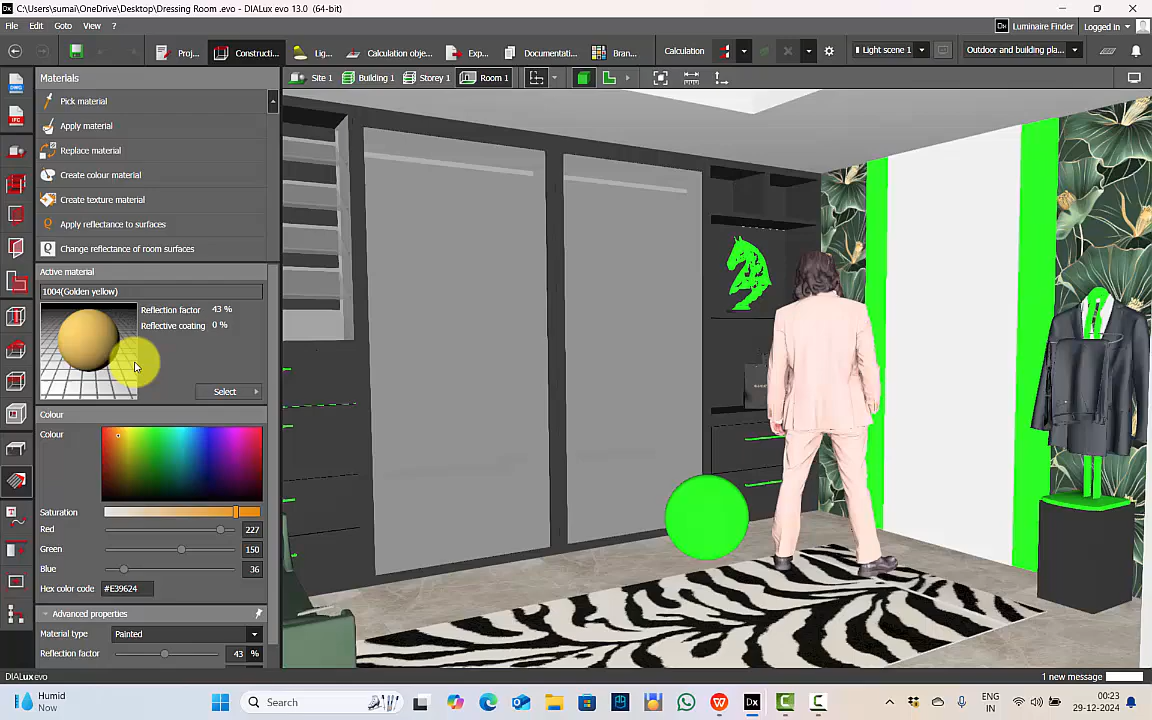 C:\Users\sumai\OneDrive\Desktop\Dressing Room .evo - DIALux evo 13.0 (64-bit)
File Edit Goto View ?
Luminaire Finder Logged in
Proj... Constructi... Lig... Calculation obje... Exp... Documentati... Bran... Calculation Light scene 1 Outdoor and building pla...
Materials
Site 1 Building 1 Storey 1 Room 1
Pick material
Apply material
Replace material
Create colour material
Create texture material
Apply reflectance to surfaces
Change reflectance of room surfaces
Active material
1004(Golden yellow)
Reflection factor 43 %
Reflective coating 0 %
Select
Colour
Colour
Saturation
Red 227
Green 150
Blue 36
Hex color code #E39624
Advanced properties
Material type Painted
Reflection factor 43 %
DIALux evo
1 new message
Humid
Now
Search
ENG
IN
00:23
29-12-2024